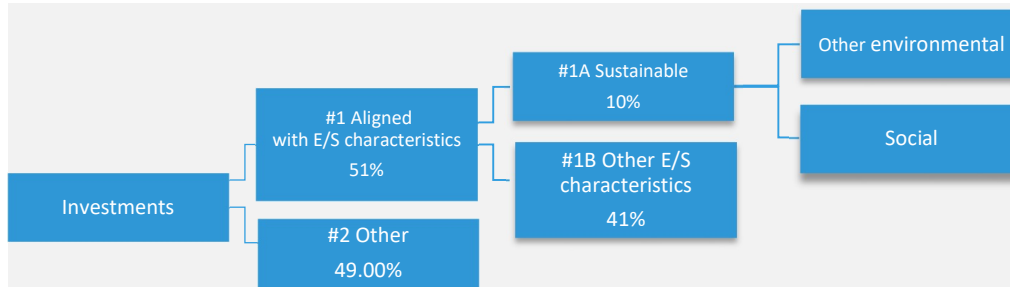 Investments
#1 Aligned
with E/S characteristics
51%
#2 Other
49.00%
#1A Sustainable
10%
#1B Other E/S
characteristics
41%
Other environmental
Social